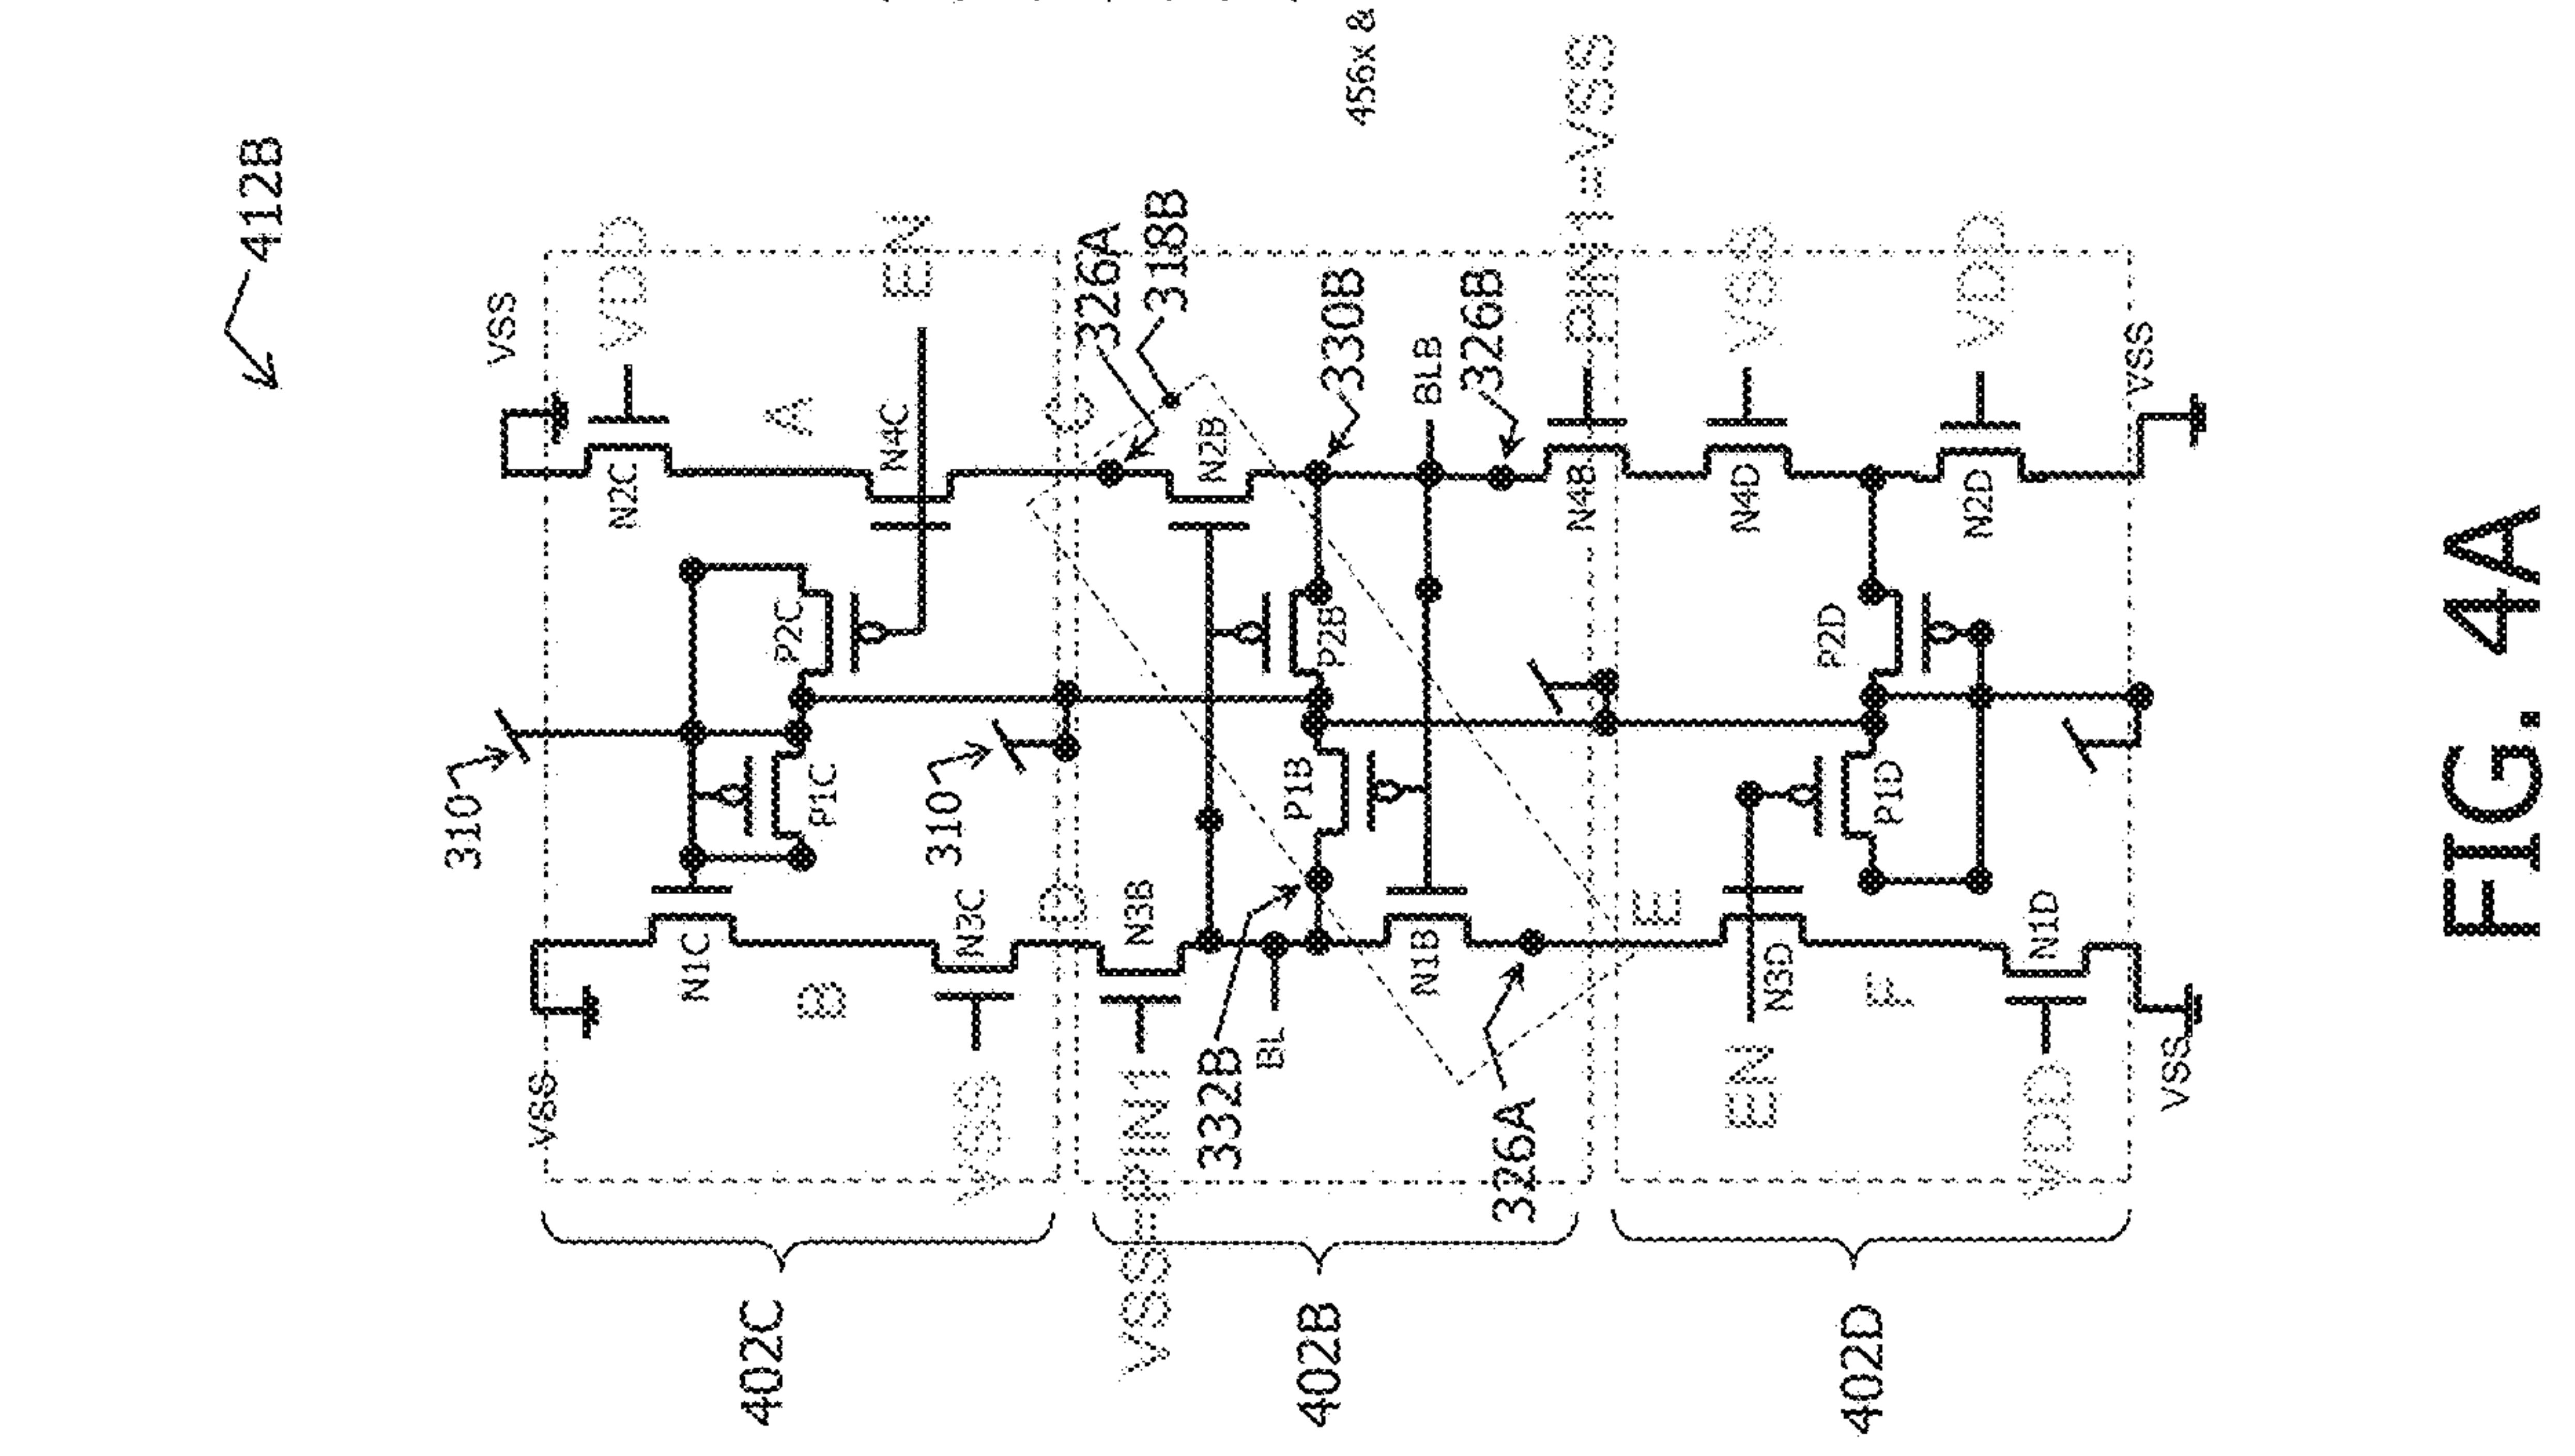 412B
VSS
VDD
EN
326A
318B
330B
BLB
326B
PIN1=VSS
VSS
VDD
VSS
456x &
A
C
N2C
N4C
N2B
N4B
N4D
N2D
P2C
P2B
P2D
310
310
P1C
P1B
P1D
N1C
N3C
D
N3B
N1B
E
N3D
N1D
B
F
VSS
VSS
VSS=PIN1
332B
BL
326A
EN
VDD
VSS
402C
402B
402D
FIG. 4A